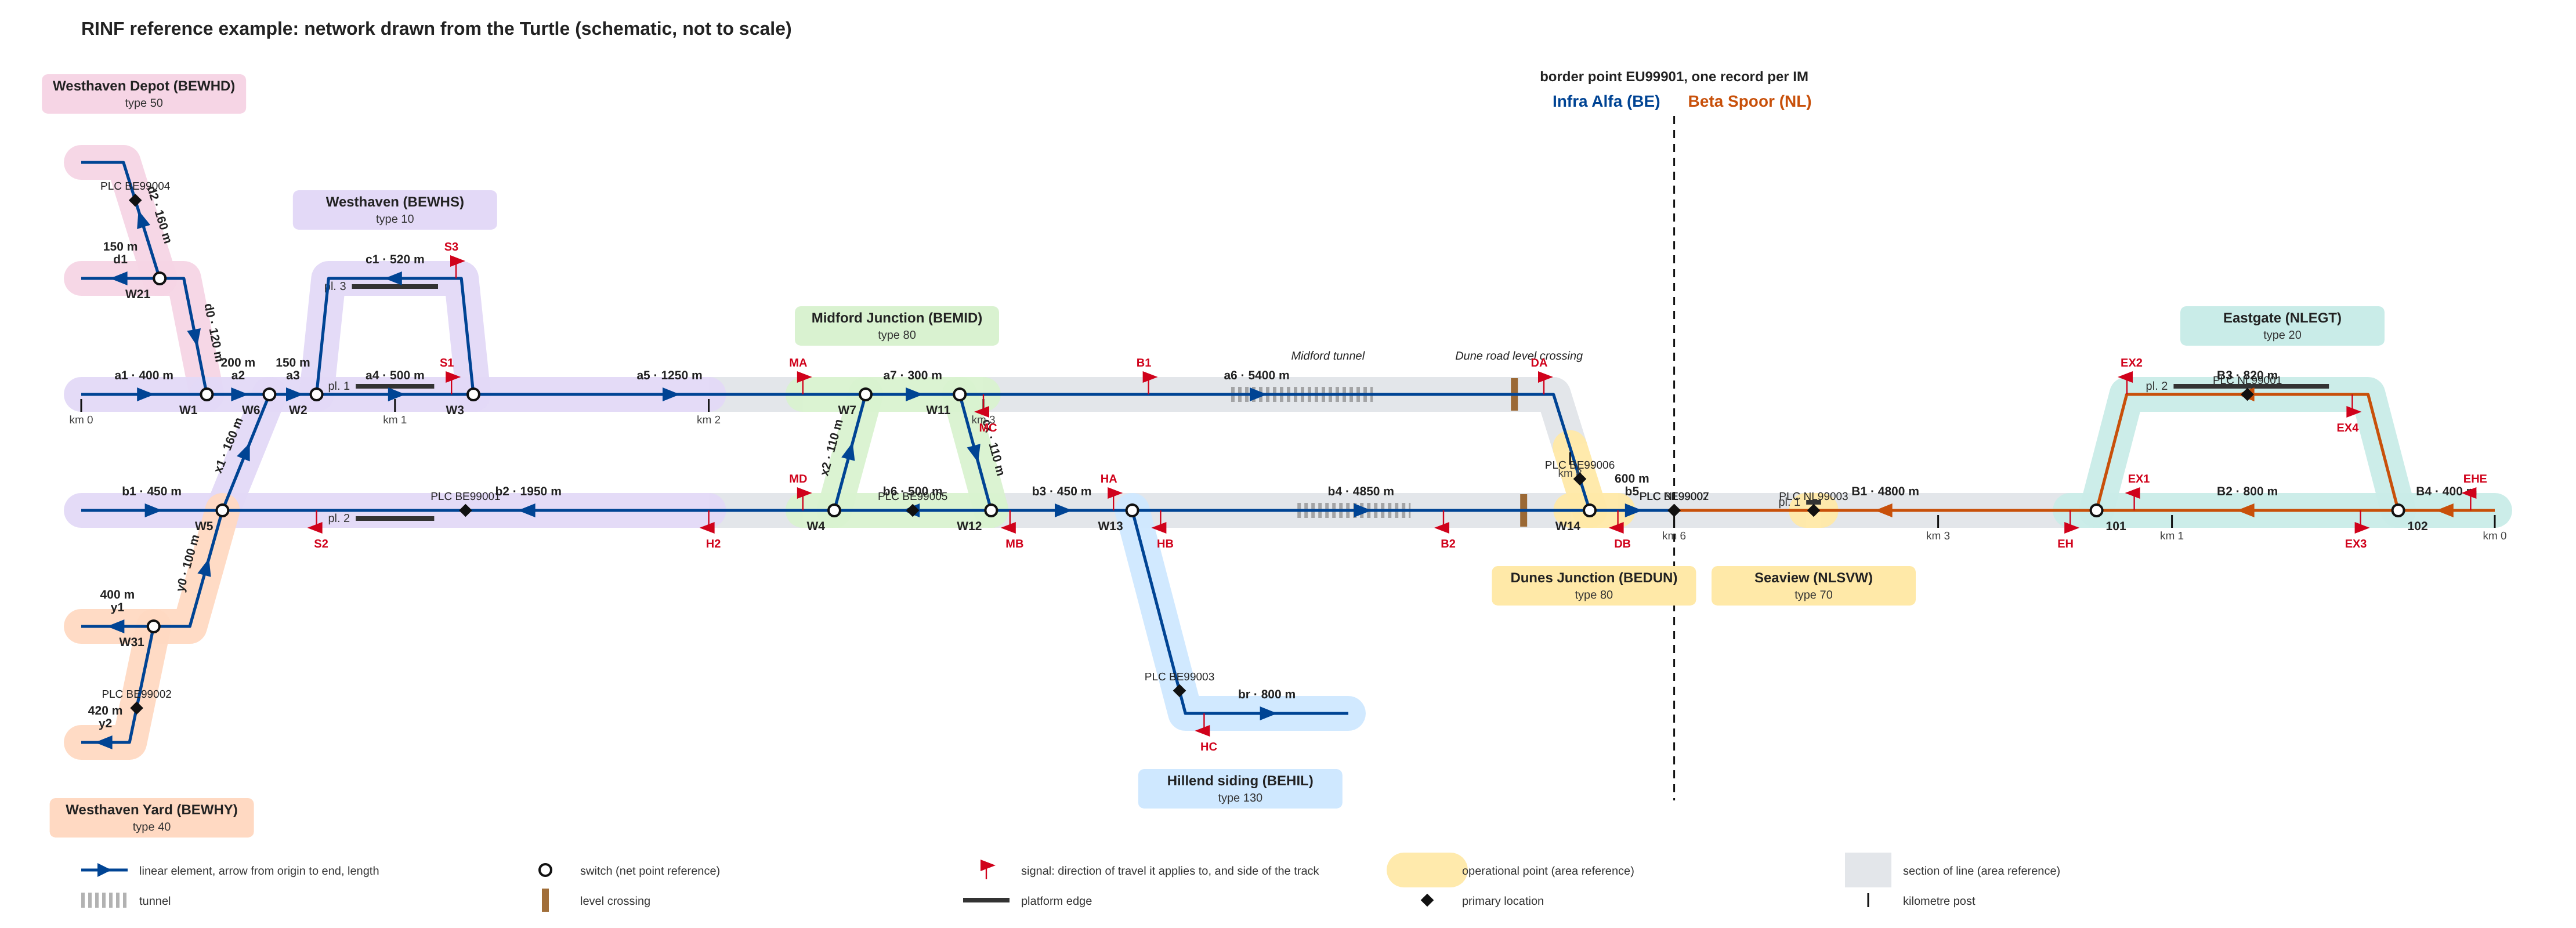 RINF reference example: network drawn from the Turtle (schematic, not to scale)
Westhaven Depot (BEWHD)
type 50
border point EU99901, one record per IM
Infra Alfa (BE)
Beta Spoor (NL)
PLC BE99004
d2 · 160 m
Westhaven (BEWHS)
type 10
150 m
d1
W21
d0 · 120 m
S3
c1 · 520 m
pl. 3
Midford Junction (BEMID)
type 80
Eastgate (NLEGT)
type 20
a1 · 400 m
200 m
a2
150 m
a3
pl. 1
a4 · 500 m
S1
a5 · 1250 m
MA
a7 · 300 m
B1
a6 · 5400 m
Midford tunnel
Dune road level crossing
DA
EX2
pl. 2
B3 · 820 m
PLC NL99001
EX4
W1
W6
W2
W3
W7
W11
km 0
km 1
km 2
km 3
MC
x1 · 160 m
x2 · 110 m
110 m
PLC BE99006
km
b1 · 450 m
PLC BE99001
b2 · 1950 m
MD
b6 · 500 m
PLC BE99005
b3 · 450 m
HA
b4 · 4850 m
600 m
b5
PLC NL99003
pl. 1
B1 · 4800 m
EX1
B2 · 800 m
B4 · 400
EHE
W5
pl. 2
S2
H2
W4
W12
MB
W13
HB
B2
W14
DB
km 6
km 3
EH
101
km 1
EX3
102
km 0
y0 · 100 m
Dunes Junction (BEDUN)
type 80
Seaview (NLSVW)
type 70
400 m
y1
W31
PLC BE99002
420 m
y2
PLC BE99003
br · 800 m
HC
Hillend siding (BEHIL)
type 130
Westhaven Yard (BEWHY)
type 40
linear element, arrow from origin to end, length
switch (net point reference)
signal: direction of travel it applies to, and side of the track
operational point (area reference)
section of line (area reference)
tunnel
level crossing
platform edge
primary location
kilometre post